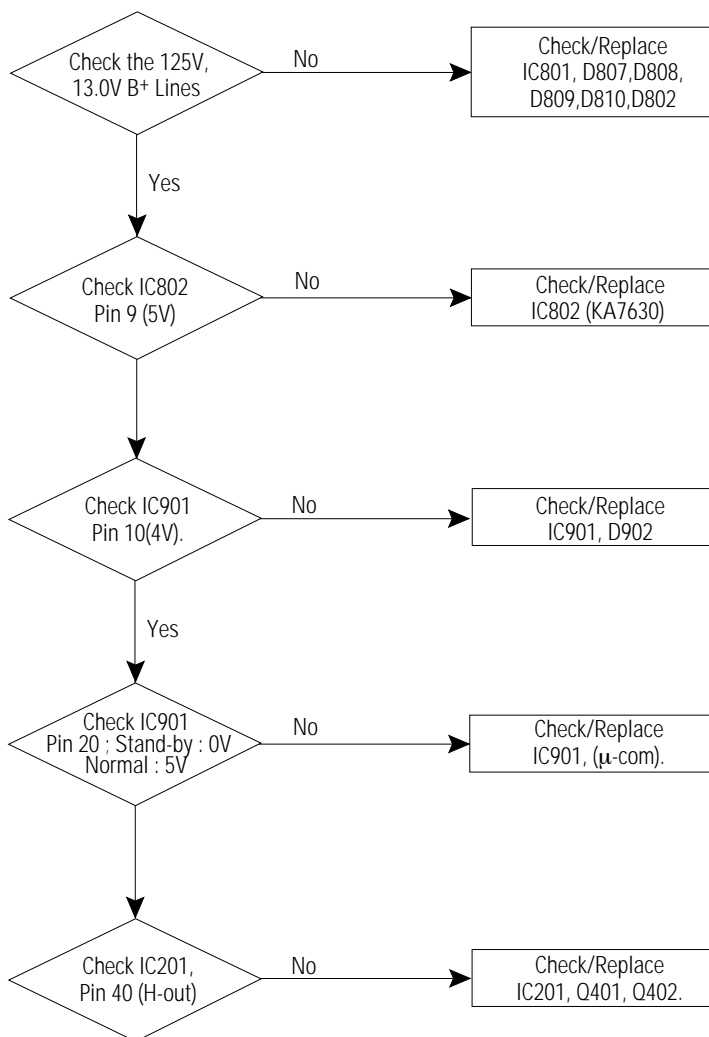 Check the 125V,
13.0V B+ Lines
No
Check/Replace
IC801, D807,D808,
D809,D810,D802
Yes
Check IC802
Pin 9 (5V)
No
Check/Replace
IC802 (KA7630)
Check IC901
Pin 10(4V).
No
Check/Replace
IC901, D902
Yes
Check IC901
Pin 20 ; Stand-by : 0V
Normal : 5V
No
Check/Replace
IC901, (μ-com).
Check IC201,
Pin 40 (H-out)
No
Check/Replace
IC201, Q401, Q402.